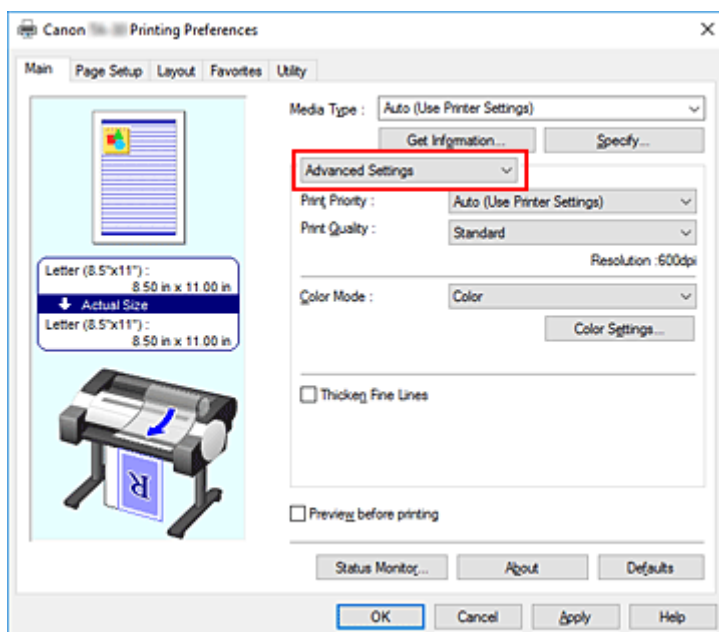 Canon Printing Preferences
Main Page Setup Layout Favorites Utility
Media Type : Auto (Use Printer Settings)
Get Information... Specify...
Advanced Settings
Print Priority : Auto (Use Printer Settings)
Print Quality : Standard
Resolution :600dpi
Letter (8.5"x11") :
8.50 in x 11.00 in
Actual Size
Letter (8.5"x11") :
8.50 in x 11.00 in
Color Mode : Color
Color Settings...
Thicken Fine Lines
R
Preview before printing
Status Monitor... About Defaults
OK Cancel Apply Help